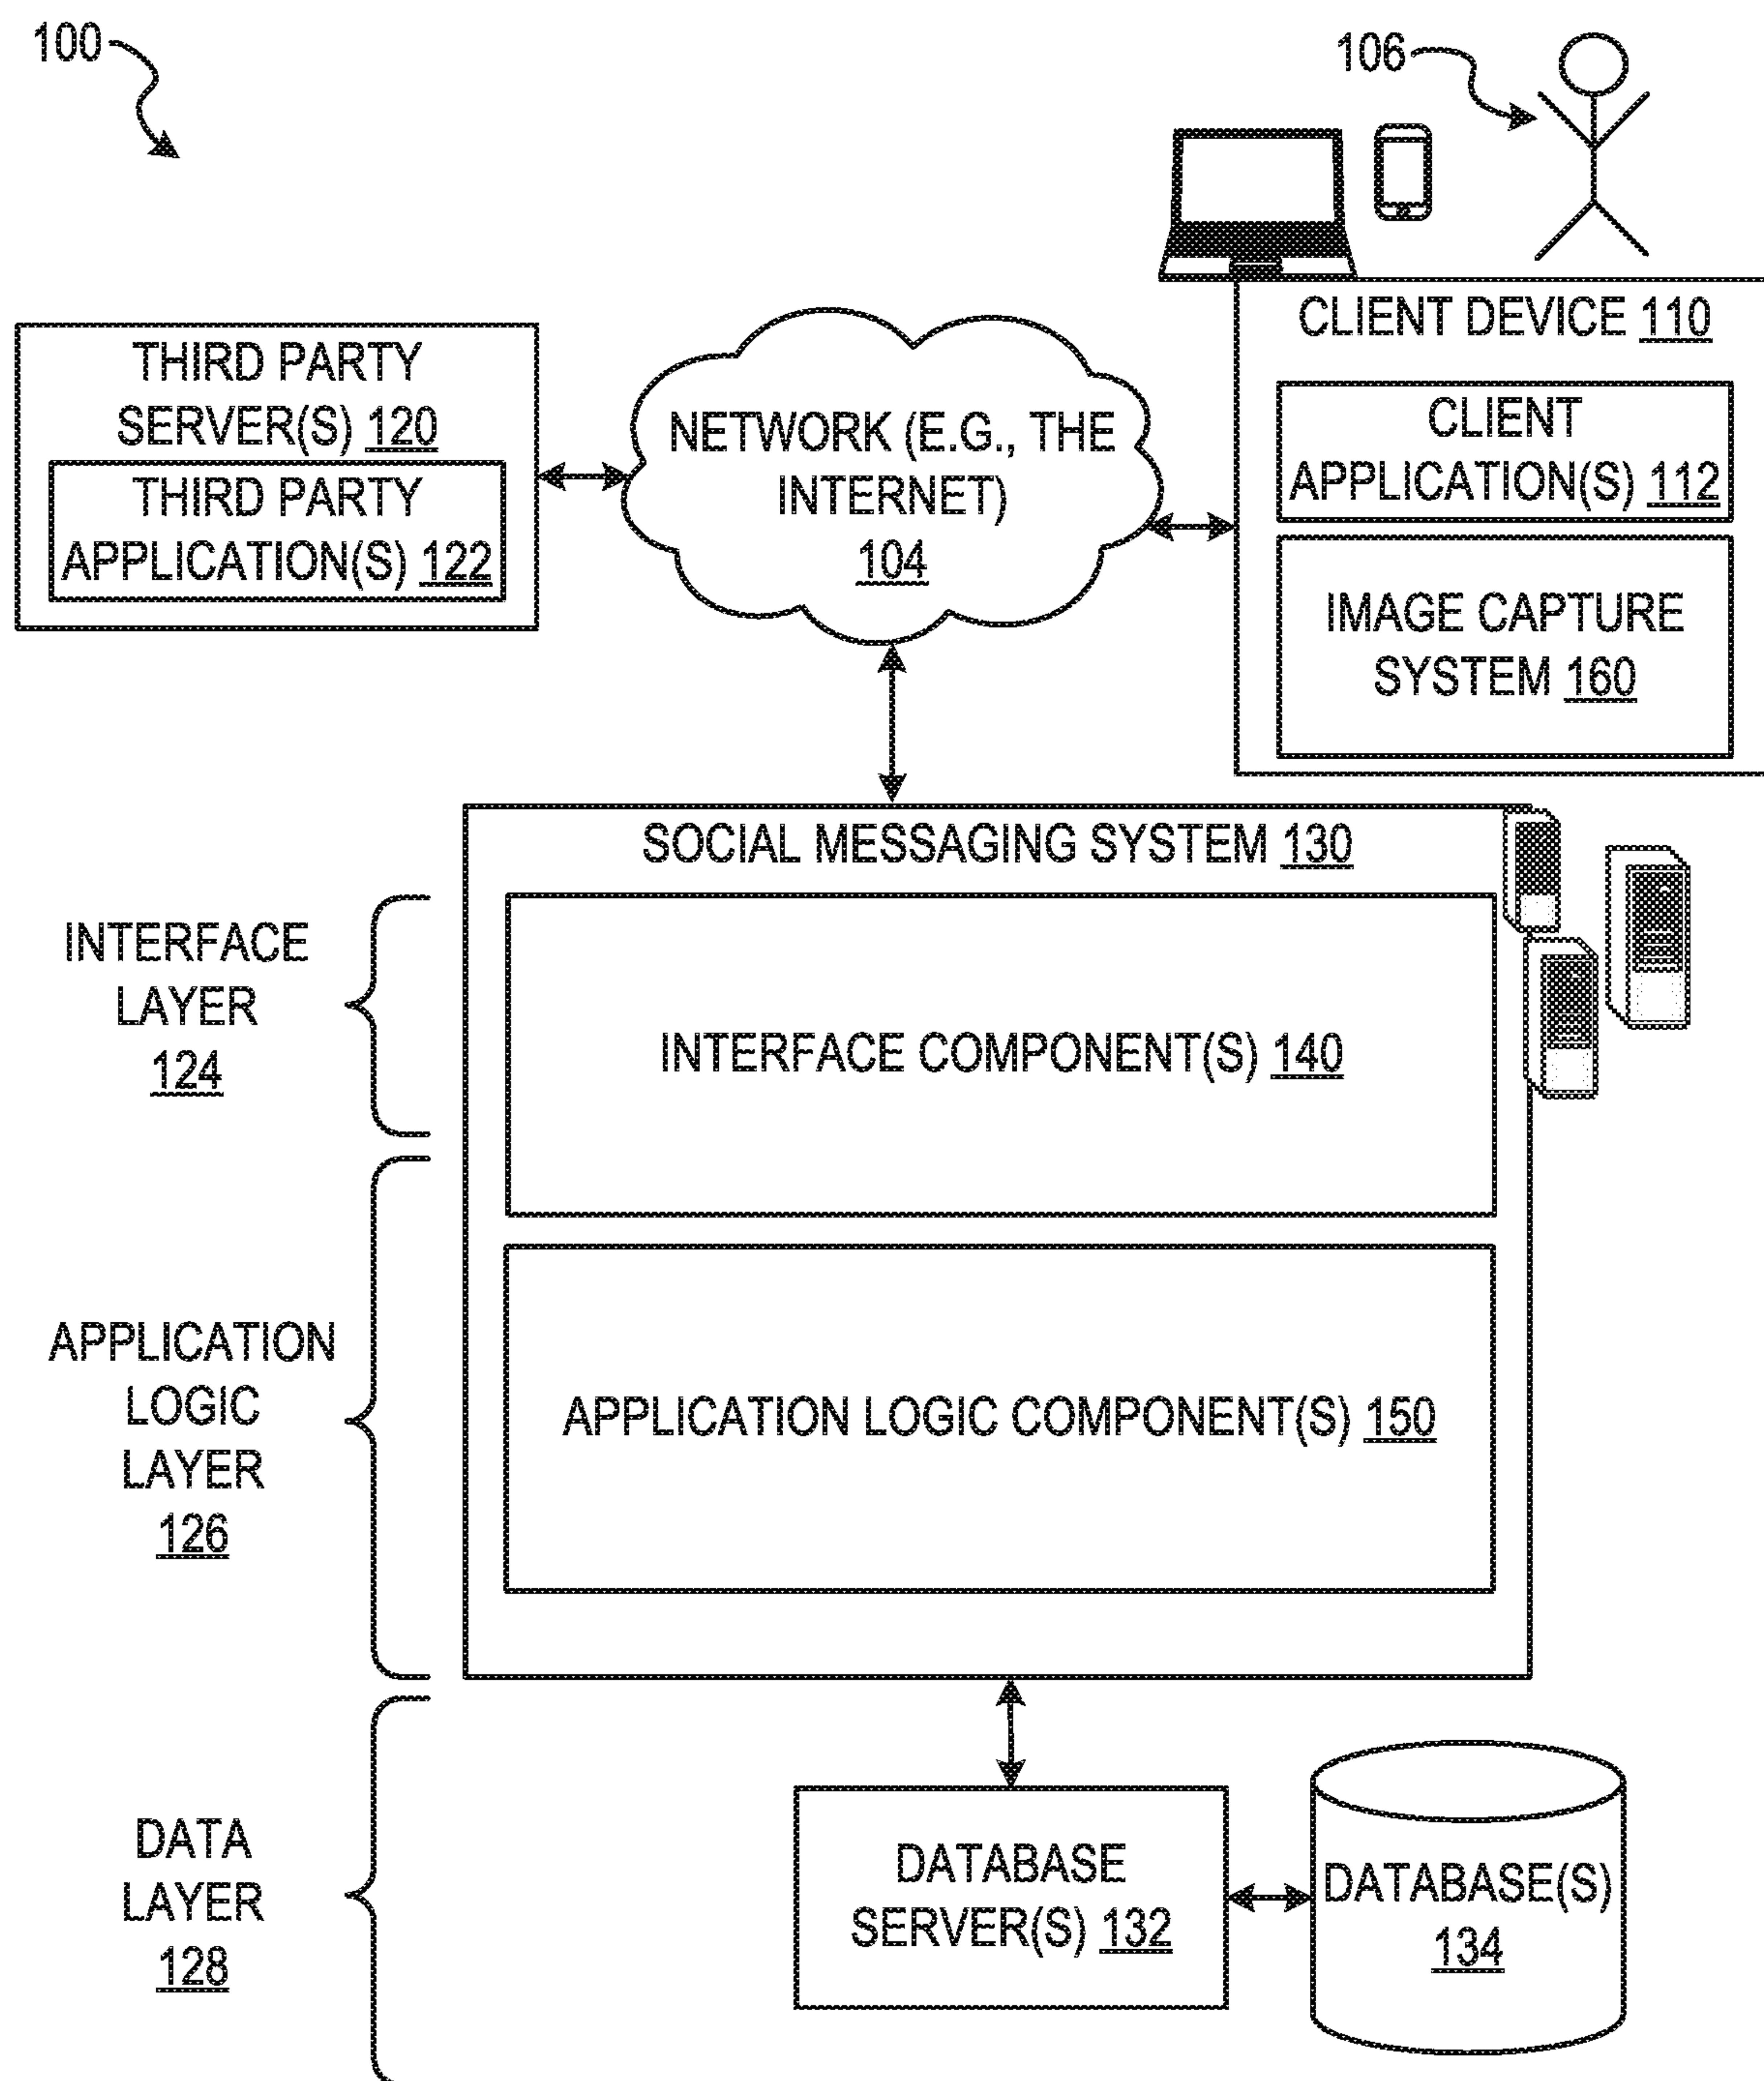 100
106
CLIENT DEVICE 110
CLIENT
APPLICATION(S) 112
IMAGE CAPTURE
SYSTEM 160
THIRD PARTY
SERVER(S) 120
THIRD PARTY
APPLICATION(S) 122
NETWORK (E.G., THE
INTERNET)
104
SOCIAL MESSAGING SYSTEM 130
INTERFACE
LAYER
124
INTERFACE COMPONENT(S) 140
APPLICATION
LOGIC
LAYER
126
APPLICATION LOGIC COMPONENT(S) 150
DATA
LAYER
128
DATABASE
SERVER(S) 132
DATABASE(S)
134